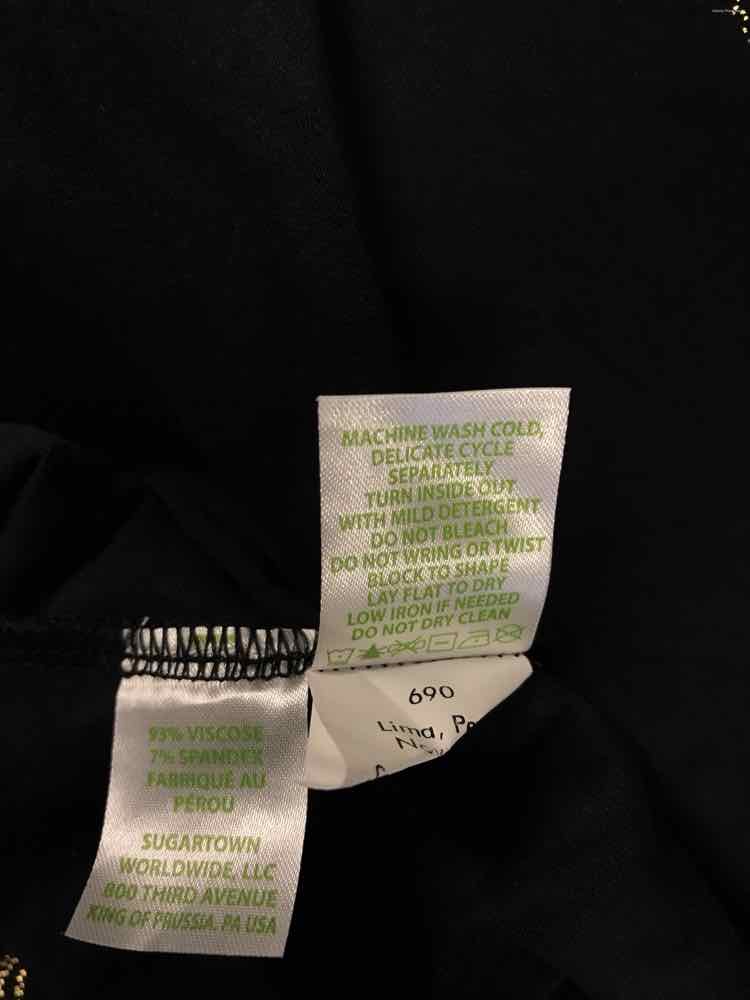 MACHINE WASH COLD,
DELICATE CYCLE
SEPARATELY
TURN INSIDE OUT
WITH MILD DETERGENT
DO NOT BLEACH
DO NOT WRING OR TWIST
BLOCK TO SHAPE
LAY FLAT TO DRY
LOW IRON IF NEEDED
DO NOT DRY CLEAN
690
Lima,
93% VISCOSE
7% SPANDEX
FABRIQUÉ AU
PÉROU
SUGARTOWN
WORLDWIDE, LLC
800 THIRD AVENUE
KING OF PRUSSIA, PA USA